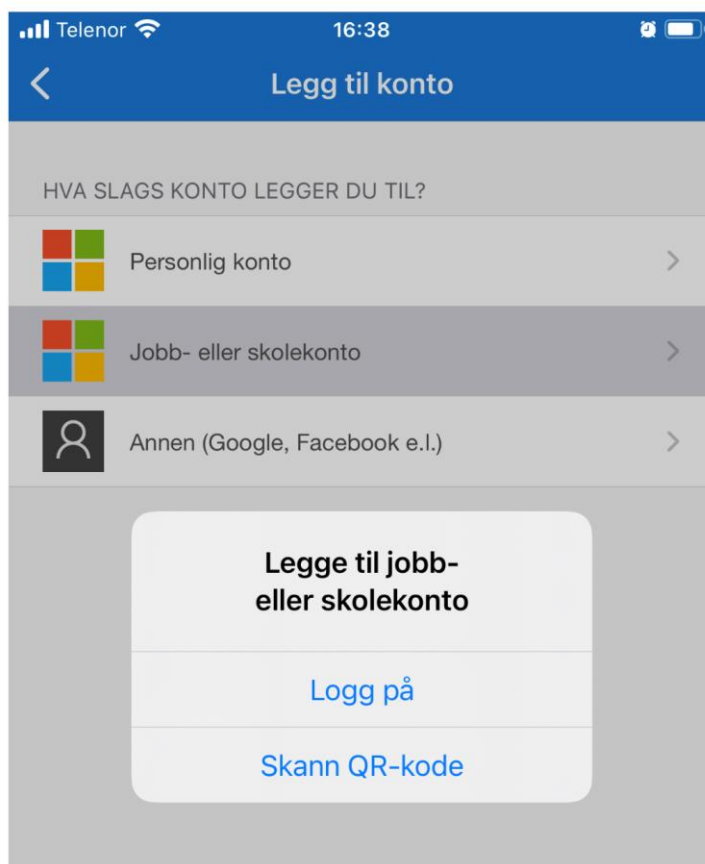 Telenor 16:38
Legg til konto
HVA SLAGS KONTO LEGGER DU TIL?
Personlig konto
Jobb- eller skolekonto
Annen (Google, Facebook e.l.)
Legge til jobb-
eller skolekonto
Logg på
Skann QR-kode